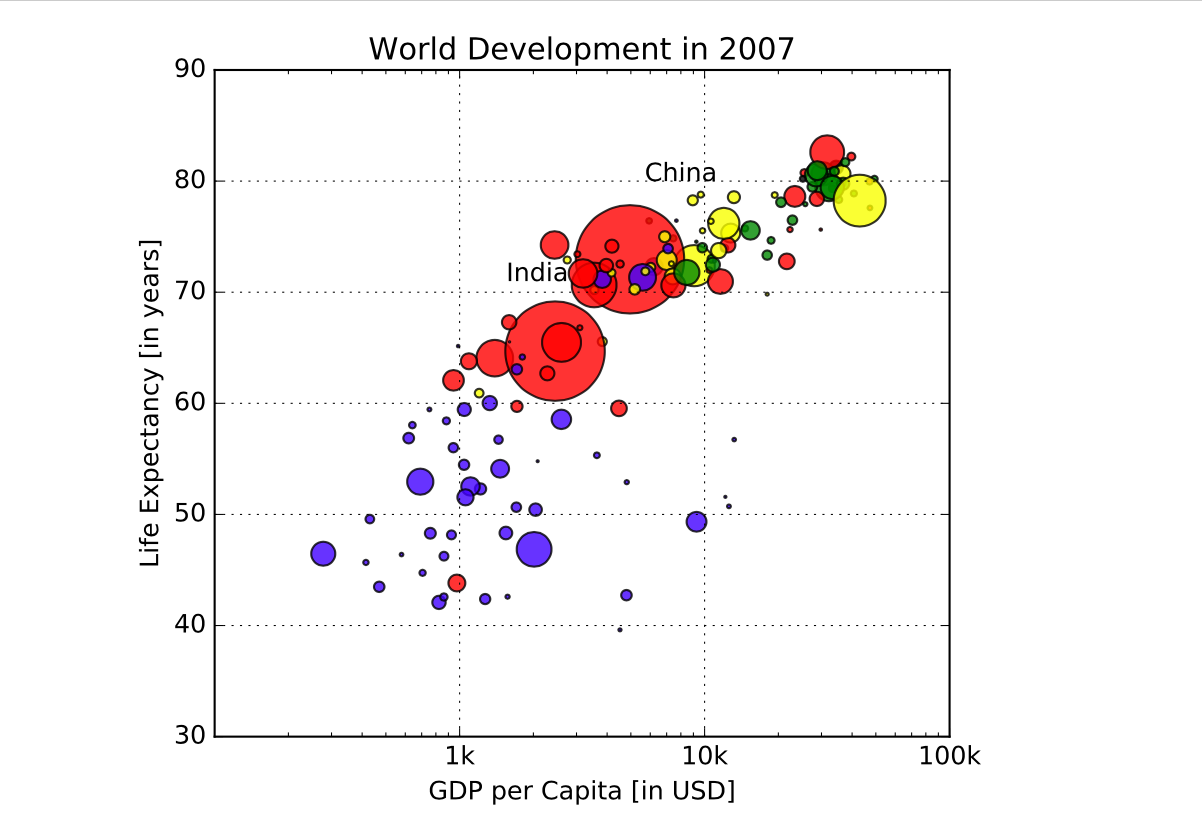 World Development in 2007
90
80
70
60
50
40
30
Life Expectancy [in years]
China
India
1k
10k
100k
GDP per Capita [in USD]